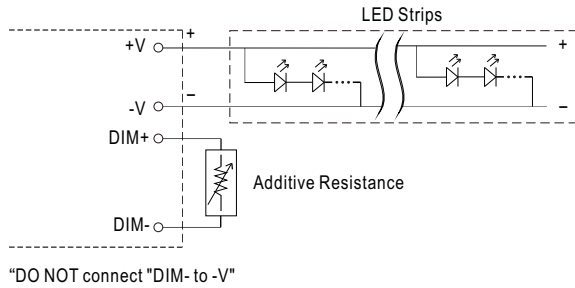 LED Strips
+V
+
+
-V
–
–
DIM+
Additive Resistance
DIM-
“DO NOT connect "DIM- to -V"